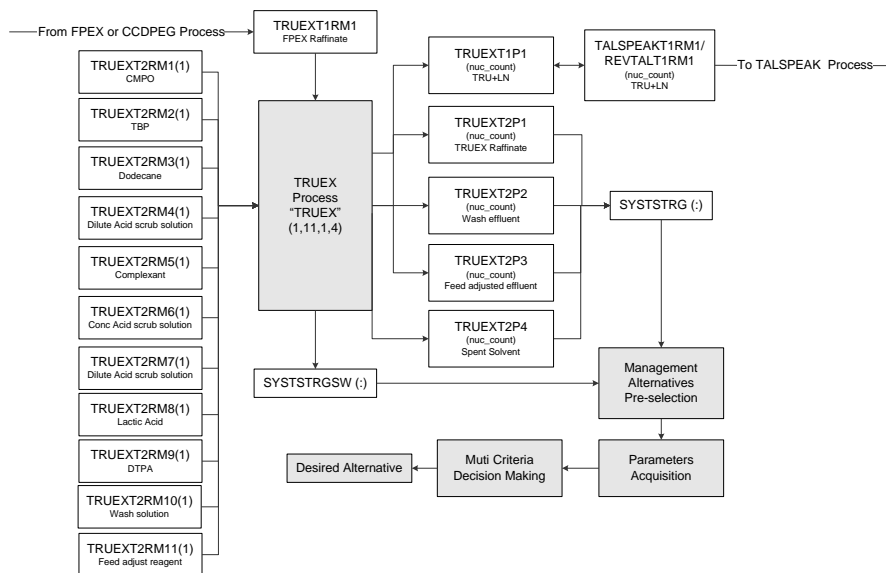 From FPEX or CCDPEG Process
TRUEXT1RM1
FPEX Raffinate
TRUEXT2RM1(1)
CMPO
TRUEXT2RM2(1)
TBP
TRUEXT2RM3(1)
Dodecane
TRUEXT2RM4(1)
Dilute Acid scrub solution
TRUEXT2RM5(1)
Complexant
TRUEXT2RM6(1)
Conc Acid scrub solution
TRUEXT2RM7(1)
Dilute Acid scrub solution
TRUEXT2RM8(1)
Lactic Acid
TRUEXT2RM9(1)
DTPA
TRUEXT2RM10(1)
Wash solution
TRUEXT2RM11(1)
Feed adjust reagent
TRUEX
Process
“TRUEX”
(1,11,1,4)
TRUEXT1P1
(nuc_count)
TRU+LN
TALSPEAKT1RM1/
REVTALT1RM1
(nuc_count)
TRU+LN
To TALSPEAK Process
TRUEXT2P1
(nuc_count)
TRUEX Raffinate
TRUEXT2P2
(nuc_count)
Wash effluent
TRUEXT2P3
(nuc_count)
Feed adjusted effluent
TRUEXT2P4
(nuc_count)
Spent Solvent
SYSTSTRG (:)
SYSTSTRGSW (:)
Management
Alternatives
Pre-selection
Parameters
Acquisition
Muti Criteria
Decision Making
Desired Alternative